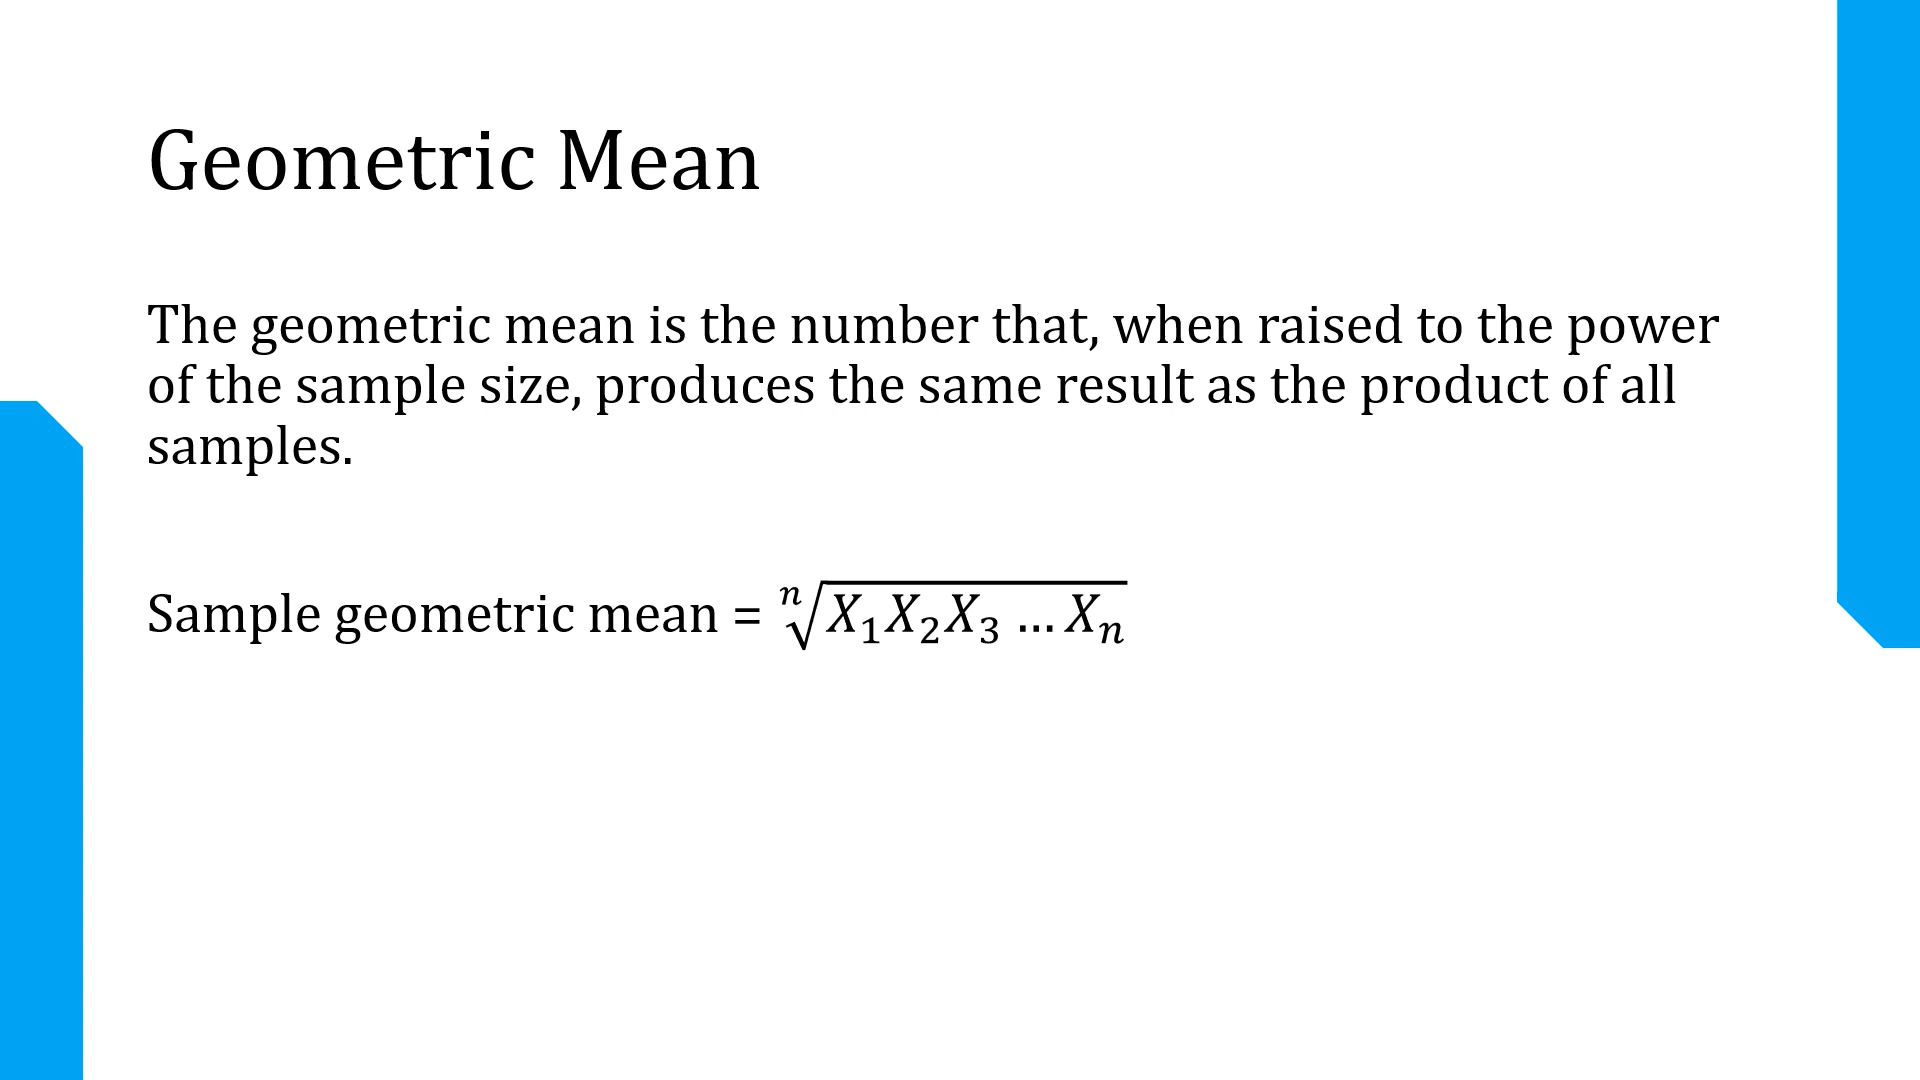 Geometric Mean
The geometric mean is the number that, when raised to the power
of the sample size, produces the same result as the product of all
samples.
Sample geometric mean = ⁿ√X₁X₂X₃ … Xₙ